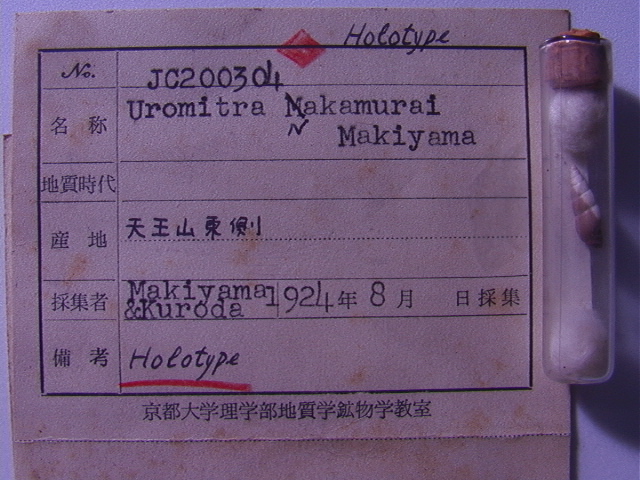 Holotype
No. JC200304
名称 Uromitra Nakamurai
Makiyama
地質時代
産地 天王山東側
採集者 Makiyama &Kuroda 1924年 8月 日採集
備考 Holotype
京都大学理学部地質学鉱物学教室